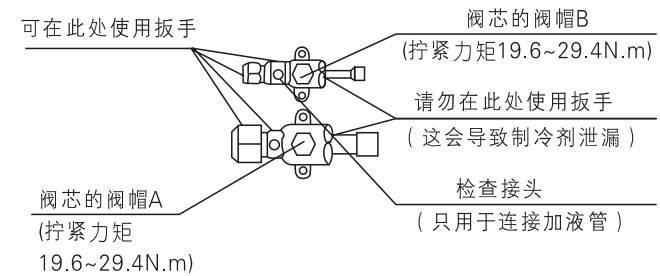 可在此处使用扳手
阀芯的阀帽B
(拧紧力矩19.6~29.4N.m)
请勿在此处使用扳手
（这会导致制冷剂泄漏）
检查接头
（只用于连接加液管）
阀芯的阀帽A
(拧紧力矩
19.6~29.4N.m)